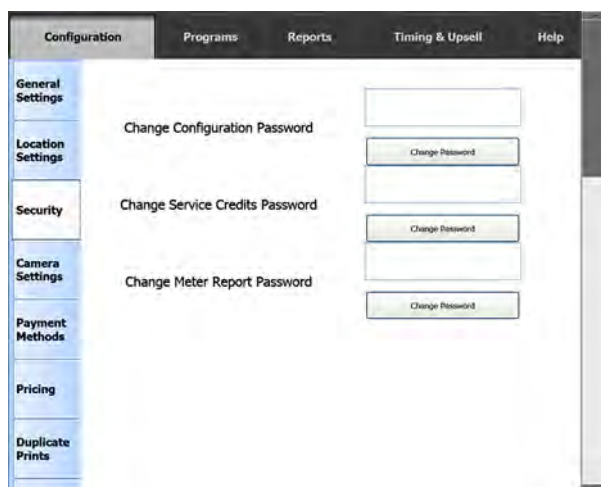 Configuration Programs Reports Timing & Upsell Help
General
Settings
Location
Settings
Security
Camera
Settings
Payment
Methods
Pricing
Duplicate
Prints
Change Configuration Password
Change Password
Change Service Credits Password
Change Password
Change Meter Report Password
Change Password